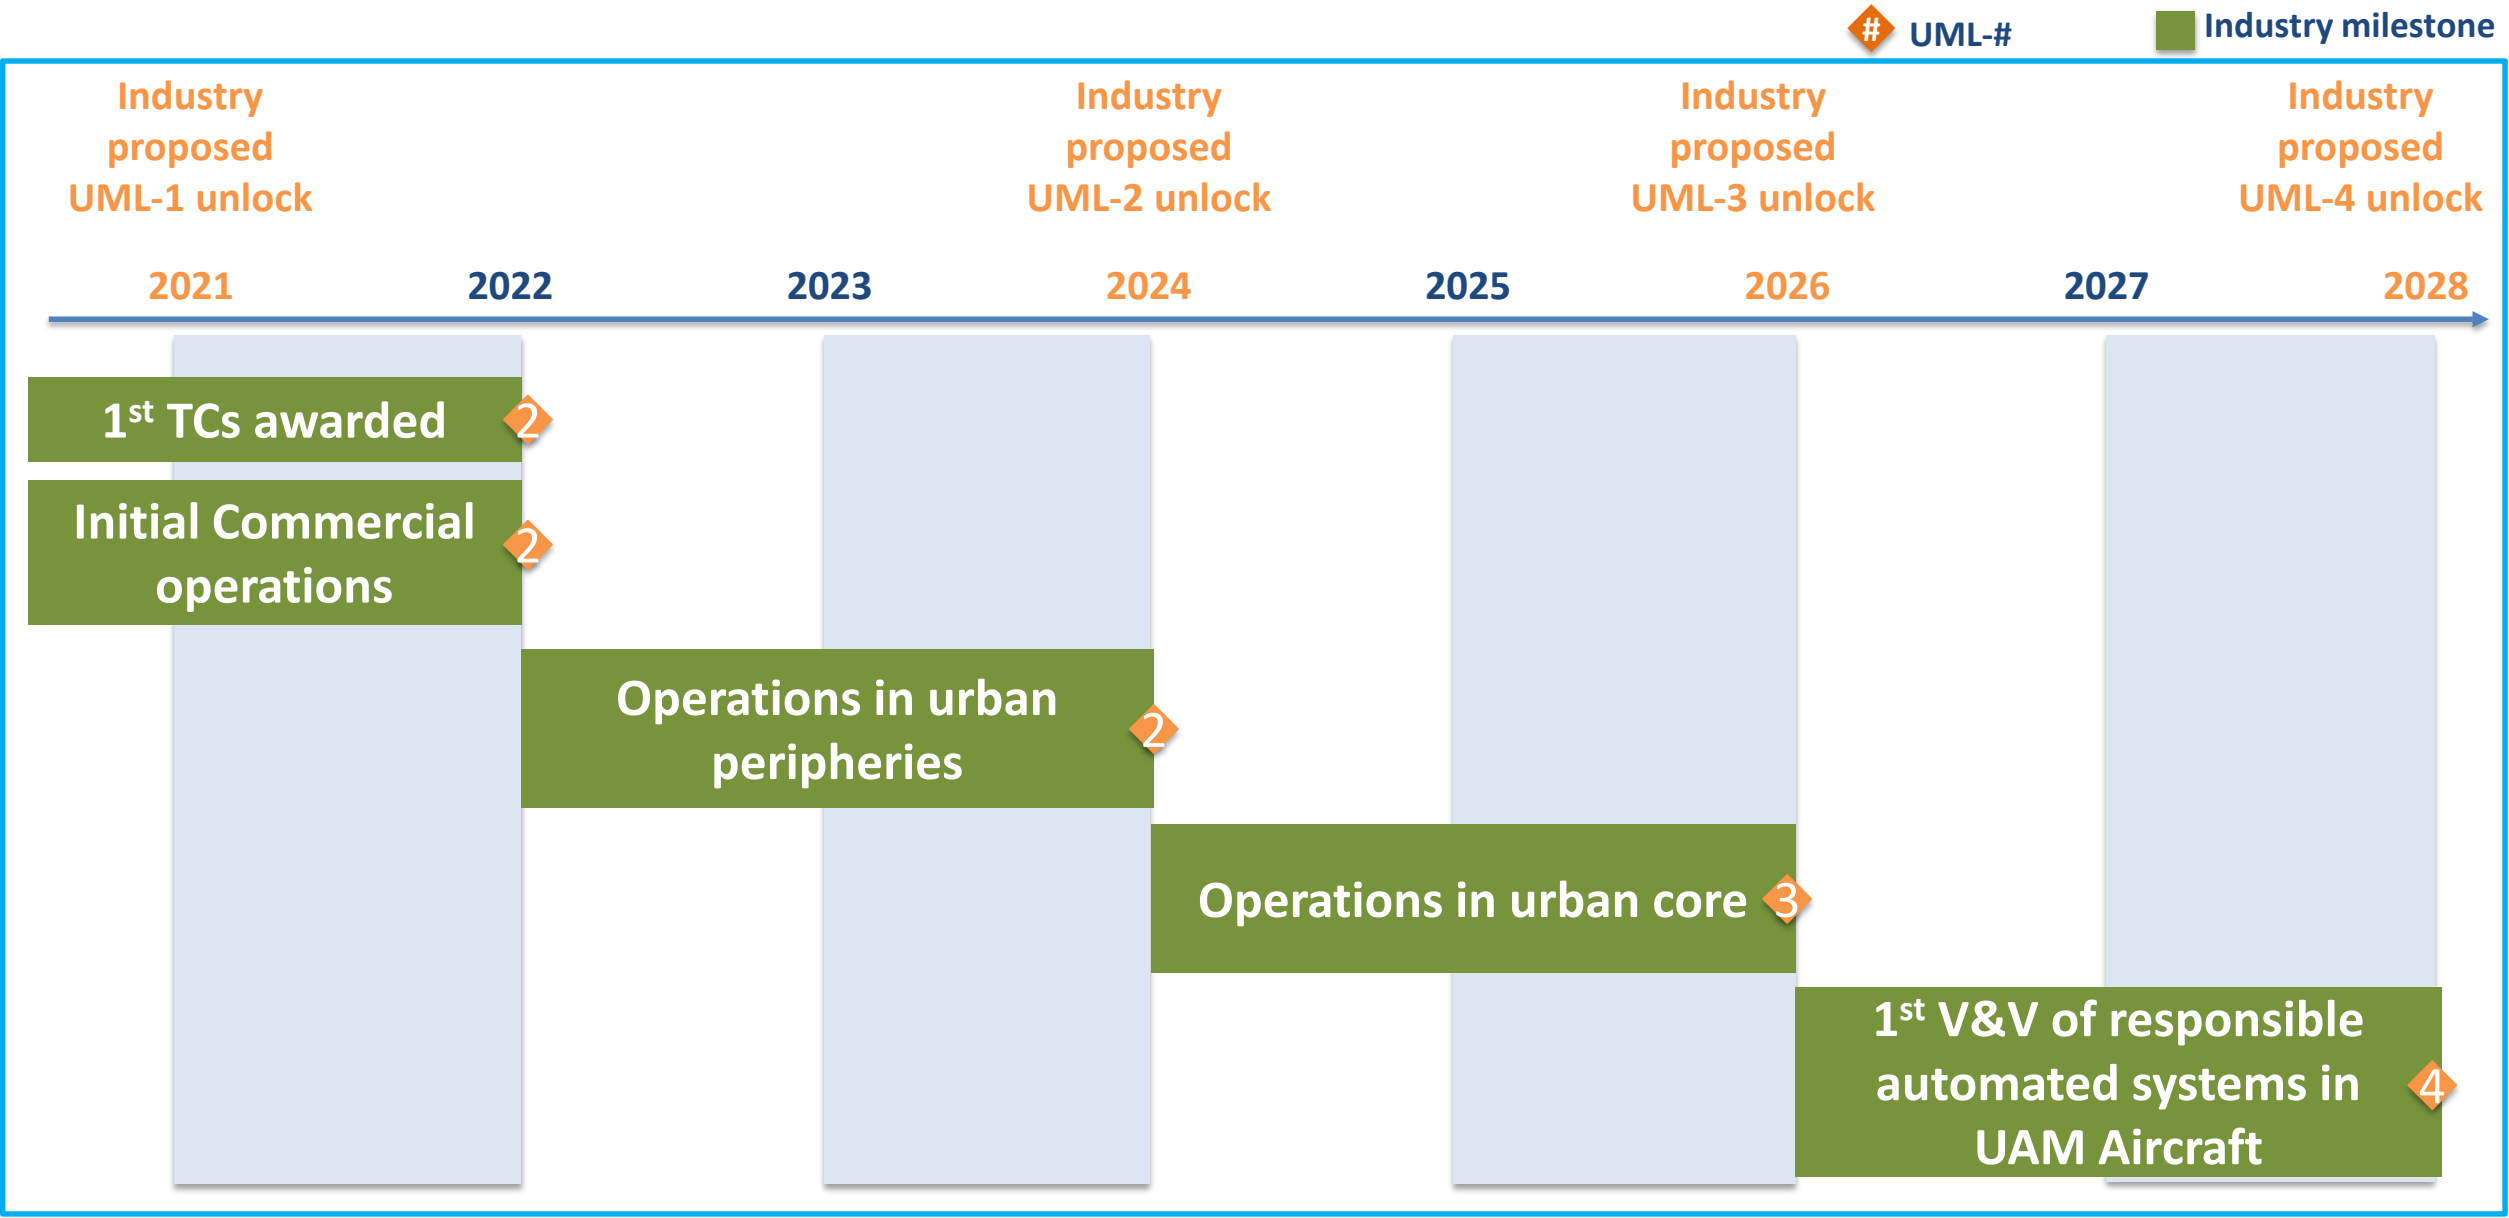 # UML-#
Industry milestone
Industry
proposed
UML-1 unlock
Industry
proposed
UML-2 unlock
Industry
proposed
UML-3 unlock
Industry
proposed
UML-4 unlock
2021 2022 2023 2024 2025 2026 2027 2028
1st TCs awarded
2
Initial Commercial
operations
2
Operations in urban
peripheries
2
Operations in urban core
3
1st V&V of responsible
automated systems in
UAM Aircraft
4